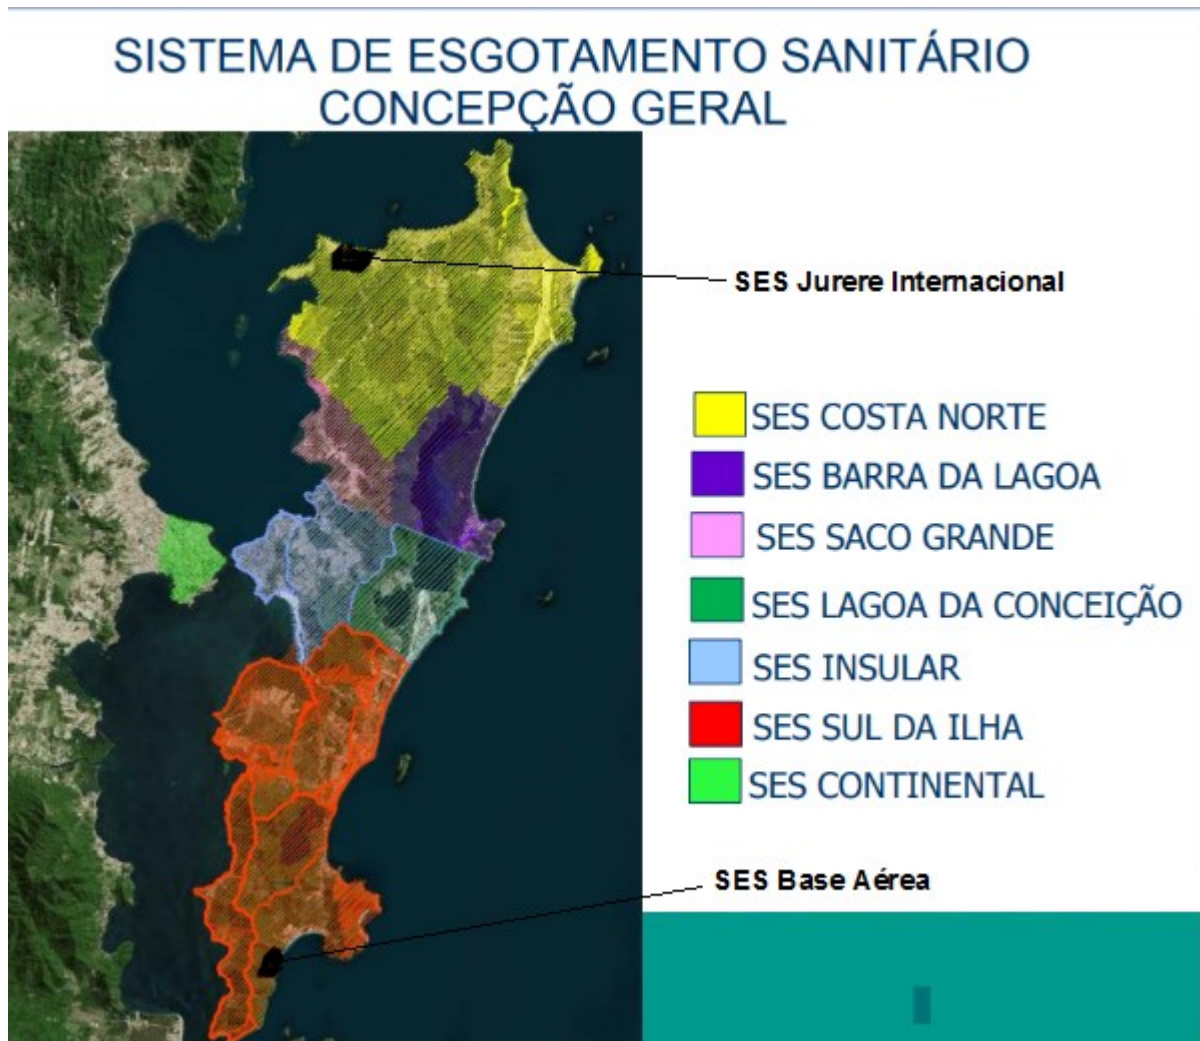 SISTEMA DE ESGOTAMENTO SANITÁRIO
CONCEPÇÃO GERAL
SES Jurere Internacional
SES COSTA NORTE
SES BARRA DA LAGOA
SES SACO GRANDE
SES LAGOA DA CONCEIÇÃO
SES INSULAR
SES SUL DA ILHA
SES CONTINENTAL
SES Base Aérea